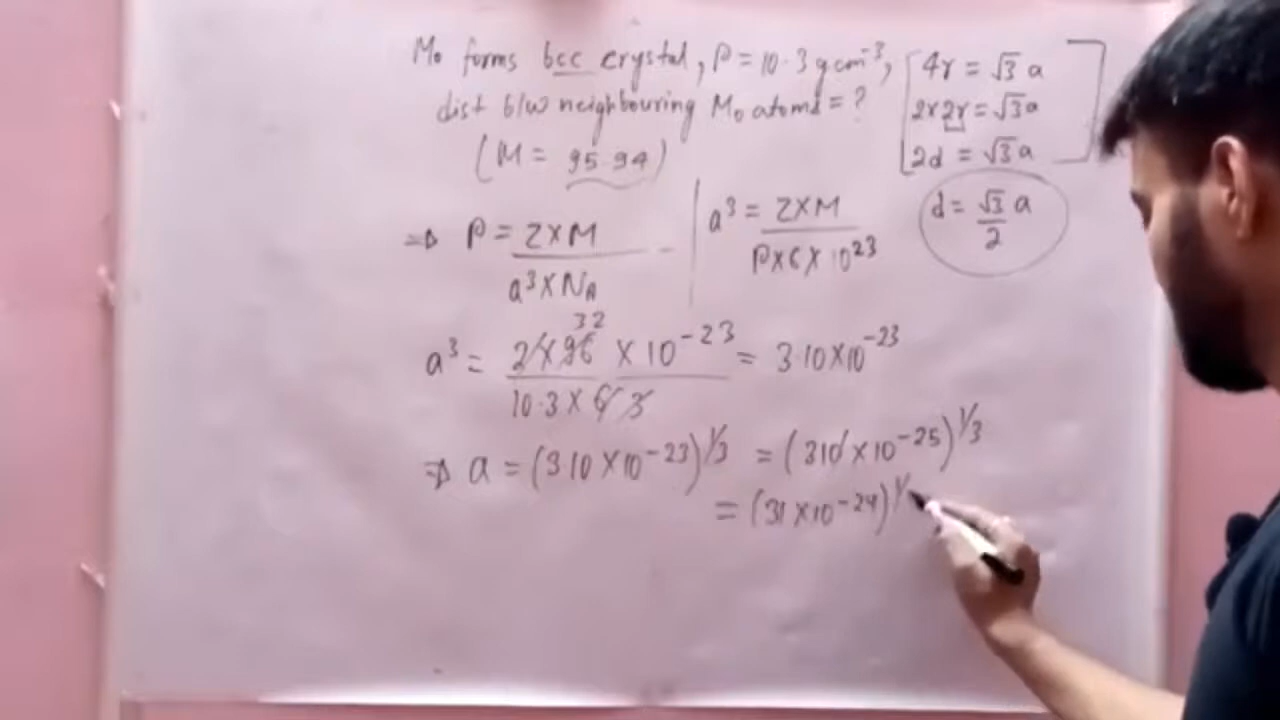 Mo forms bcc crystal, ρ = 10.3 g cm⁻³,
dist b/w neighbouring Mo atoms = ?
(M = 95.94)
4r = √3 a
2×2r = √3 a
2d = √3 a
d = √3/2 a
⇒ ρ = Z×M / a³×N_A
a³ = Z×M / ρ×6×10²³
a³ = 2×96 32 ×10⁻²³ / 10.3×6 3 = 3.10×10⁻²³
⇒ a = (3.10×10⁻²³)^1/3 = (310×10⁻²⁵)^1/3
= (31×10⁻²⁴)^1/